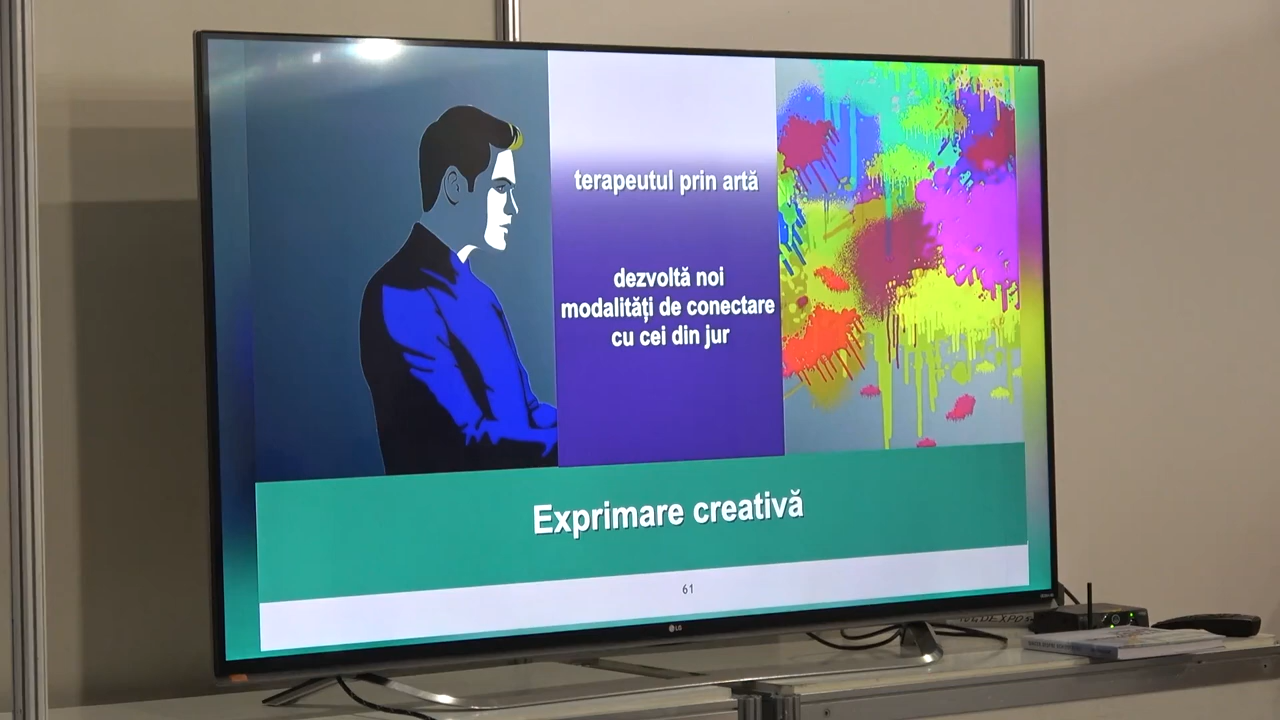 terapeutul prin artă
dezvoltă noi
modalități de conectare
cu cei din jur
Exprimare creativă
61
LG